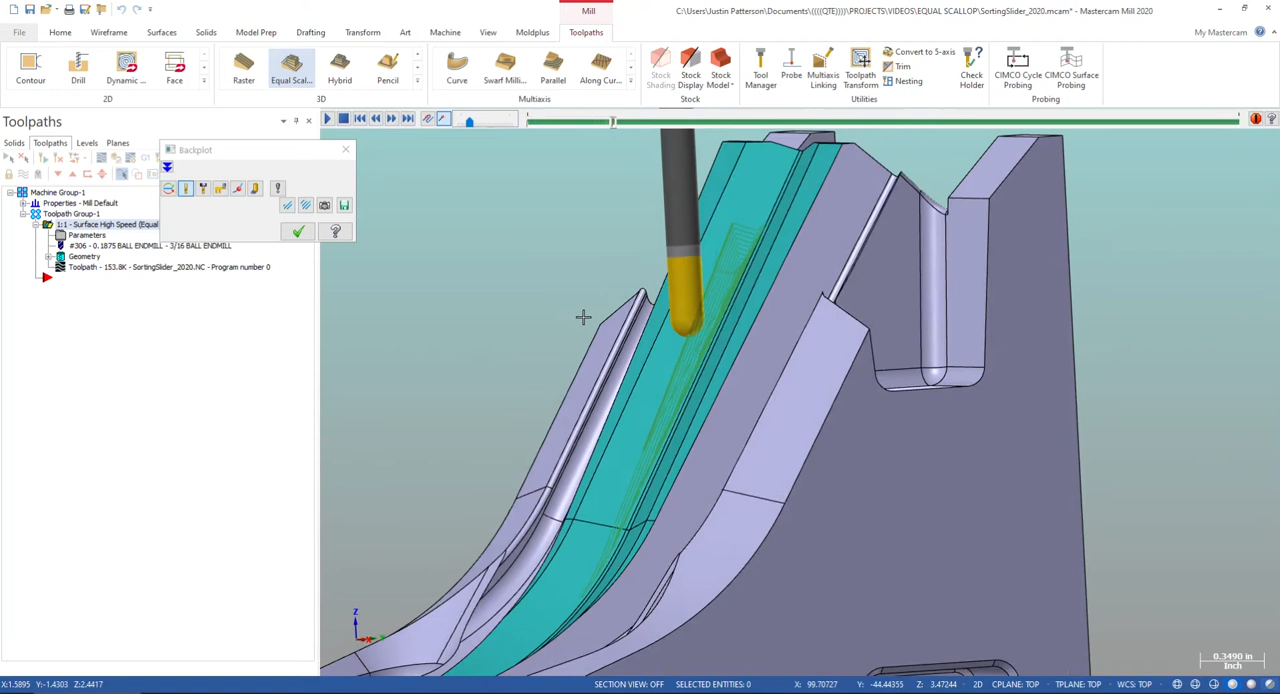 Mill
C:\Users\Justin Patterson\Documents\((((QTE))))\PROJECTS\VIDEOS\EQUAL SCALLOP\SortingSlider_2020.mcam* - Mastercam Mill 2020
File Home Wireframe Surfaces Solids Model Prep Drafting Transform Art Machine View Moldplus Toolpaths My Mastercam
Contour Drill Dynamic ... Face
Raster Equal Scal... Hybrid Pencil
Curve Swarf Milli... Parallel Along Cur...
Stock Shading Stock Display Stock Model
Tool Manager Probe Multiaxis Linking Toolpath Transform
Convert to 5-axis
Trim
Nesting
Check Holder
CIMCO Cycle Probing CIMCO Surface Probing
2D 3D Multiaxis Stock Utilities Probing
Toolpaths
Solids Toolpaths Levels Planes
Backplot
Machine Group-1
Properties - Mill Default
Toolpath Group-1
1:1 - Surface High Speed (Equal
Parameters
#306 - 0.1875 BALL ENDMILL - 3/16 BALL ENDMILL
Geometry
Toolpath - 153.8K - SortingSlider_2020.NC - Program number 0
G1
Z
0.3490 in
Inch
X:1.5895 Y:-1.4303 Z:2.4417
SECTION VIEW: OFF SELECTED ENTITIES: 0 X: 99.70727 Y: -44.44355 Z: 3.47244 2D CPLANE: TOP TPLANE: TOP WCS: TOP